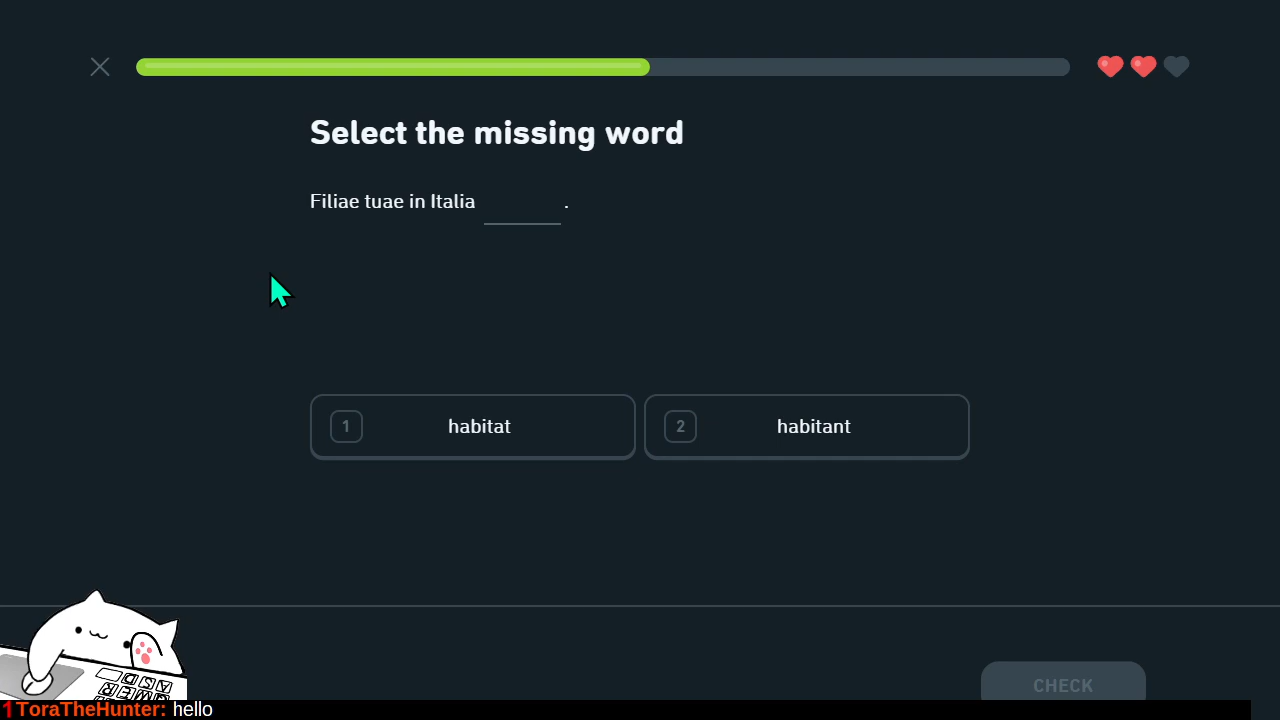 Select the missing word
Filiae tuae in Italia ______ .
1 habitat
2 habitant
CHECK
1 ToraTheHunter: hello